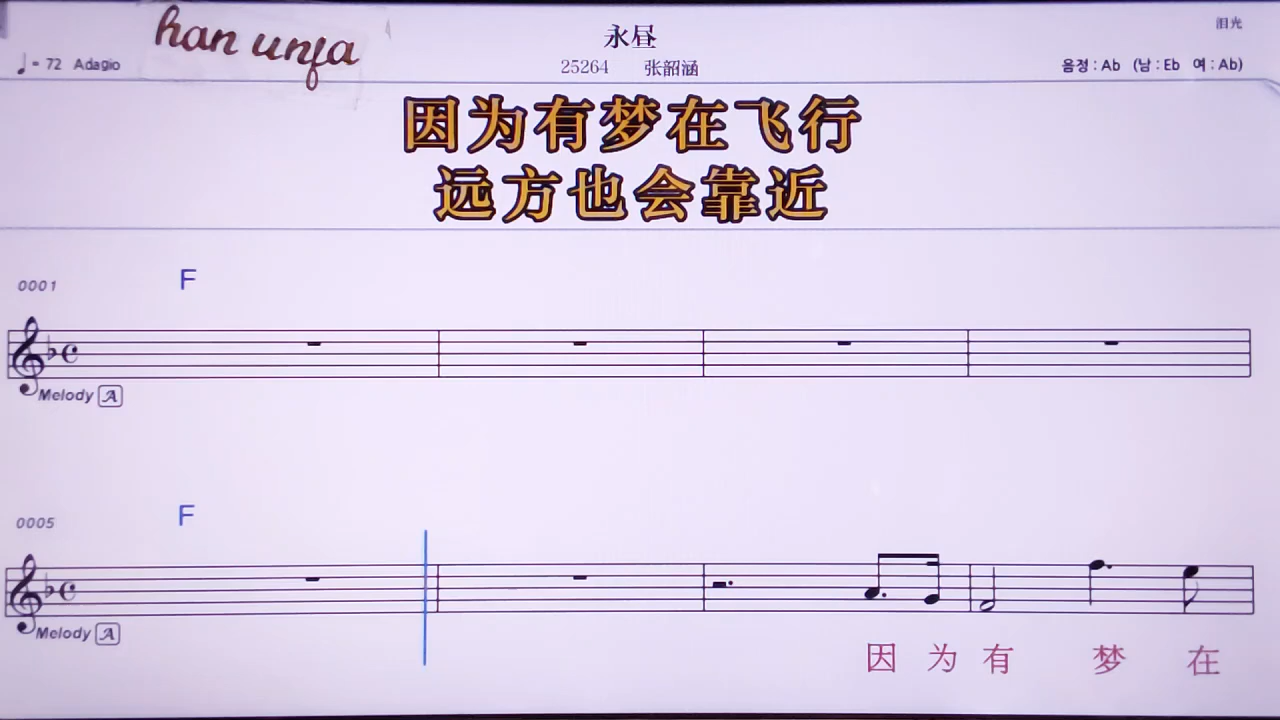 han unfa
永昼
泪光
♩= 72 Adagio
25264 张韶涵
음정 : Ab (남 : Eb 여 : Ab)
因为有梦在飞行
远方也会靠近
0001
F
Melody A
0005
F
Melody A
因 为 有 梦 在